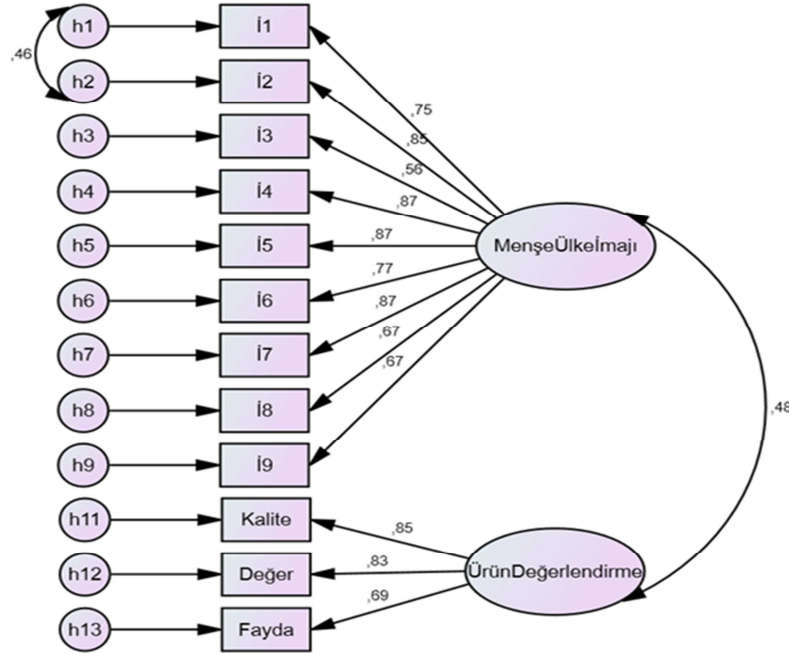 h1 İ1
,46
h2 İ2
,75
h3 İ3
,85
,56
h4 İ4
,87
h5 İ5
,87
MenşeÜlkeİmajı
h6 İ6
,77
,87
h7 İ7
,67
,67
h8 İ8
,48
h9 İ9
h11 Kalite
,85
h12 Değer
,83
ÜrünDeğerlendirme
,69
h13 Fayda